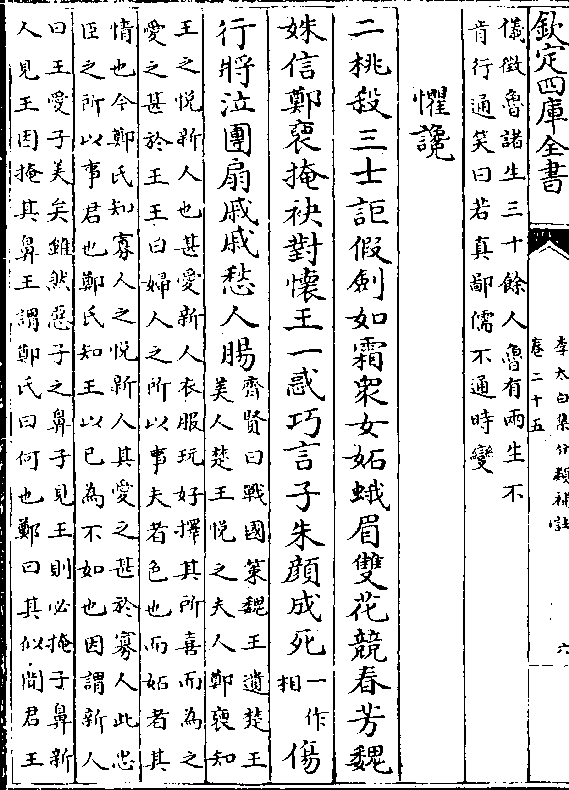 欽定四庫全書
李太白集分類補註
卷二十五
六
儀徵魯諸生三十餘人魯有兩生不
肯行通笑曰若真鄙儒不通時變
懼讒
二桃殺三士詎假劍如霜衆女妬蛾眉雙花競春芳魏
姝信鄭袖掩袂對懷王一惑巧言子朱顔成死一作相傷
行將泣團扇戚戚愁人腸
齊賢曰戰國策魏王遺楚王
美人楚王悅之夫人鄭袖知
王之悅新人也甚愛新人衣服玩好擇其所喜而為之
愛之甚於王王曰婦人之所以事夫者色也而妬者其
情也今鄭氏知寡人之悅新人其愛之甚於寡人此忠
臣之所以事君也鄭氏知王以已為不妬也因謂新人
曰王愛子美矣雖然惡子之鼻子見王則必掩子鼻新
人見王因掩其鼻王謂鄭氏曰何也鄭曰其似聞君王